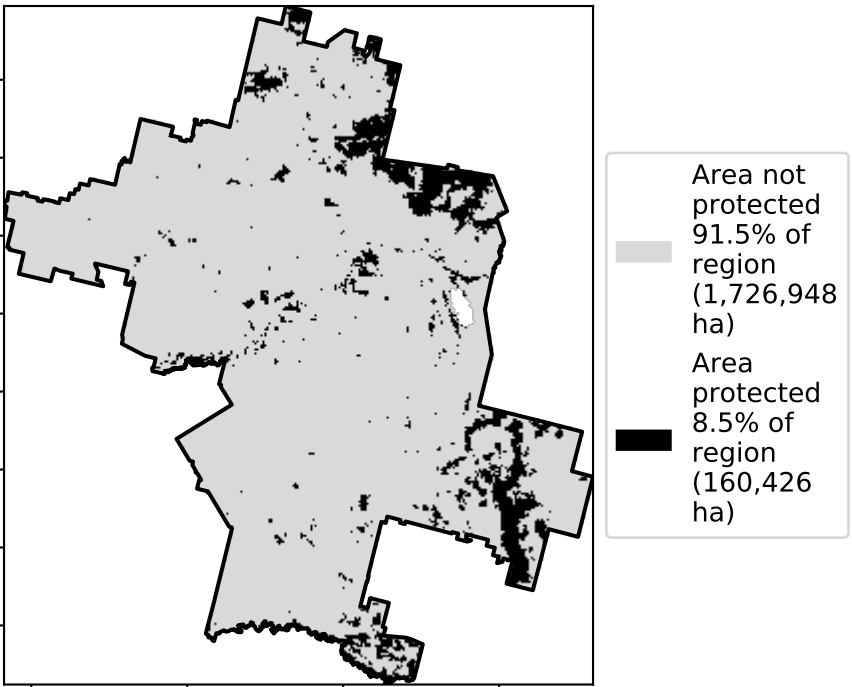 Area not
protected
91.5% of
region
(1,726,948
ha)
Area
protected
8.5% of
region
(160,426
ha)